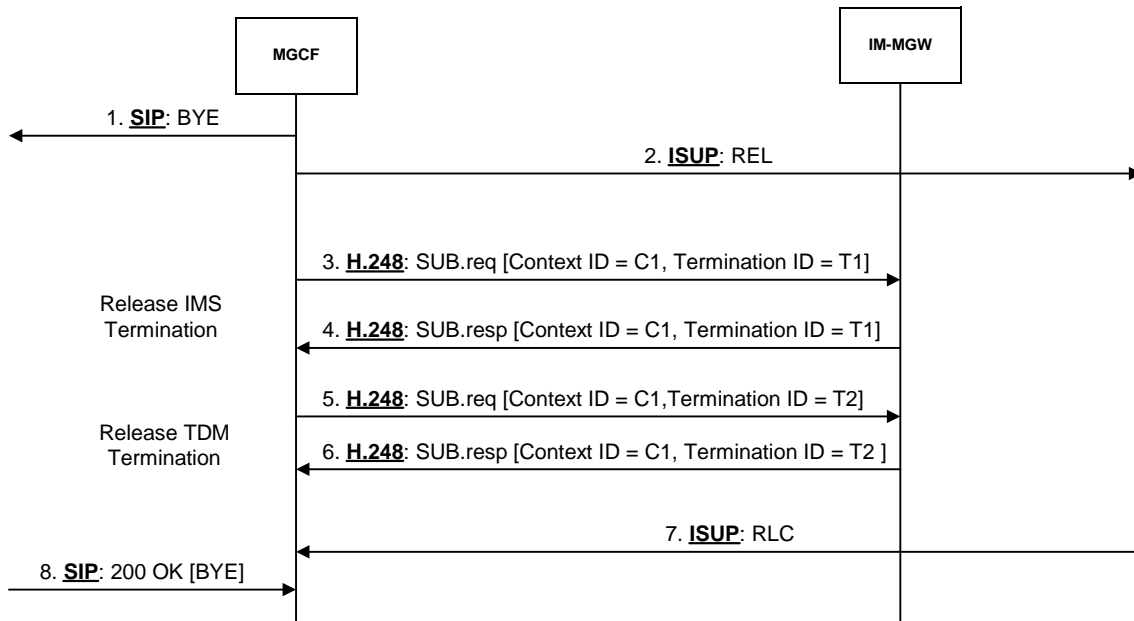 MGCF
IM-MGW
1. SIP: BYE
2. ISUP: REL
3. H.248: SUB.req [Context ID = C1, Termination ID = T1]
Release IMS
Termination
4. H.248: SUB.resp [Context ID = C1, Termination ID = T1]
5. H.248: SUB.req [Context ID = C1,Termination ID = T2]
Release TDM
Termination
6. H.248: SUB.resp [Context ID = C1, Termination ID = T2 ]
7. ISUP: RLC
8. SIP: 200 OK [BYE]